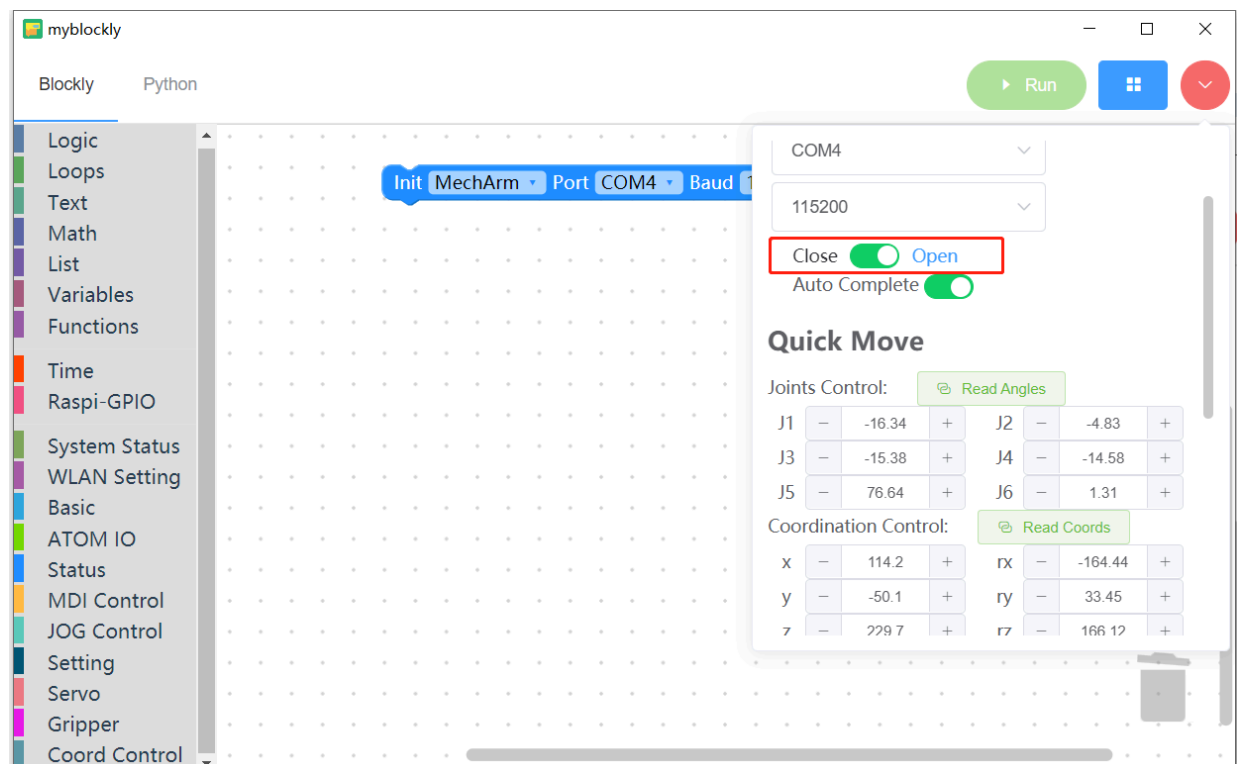 myblockly
Blockly Python
Run
Logic
Loops
Text
Math
List
Variables
Functions
Time
Raspi-GPIO
System Status
WLAN Setting
Basic
ATOM IO
Status
MDI Control
JOG Control
Setting
Servo
Gripper
Coord Control
Init MechArm Port COM4 Baud
COM4
115200
Close Open
Auto Complete
Quick Move
Joints Control: Read Angles
J1 − -16.34 + J2 − -4.83 +
J3 − -15.38 + J4 − -14.58 +
J5 − 76.64 + J6 − 1.31 +
Coordination Control: Read Coords
x − 114.2 + rx − -164.44 +
y − -50.1 + ry − 33.45 +
z − 229.7 + rz − 166.12 +